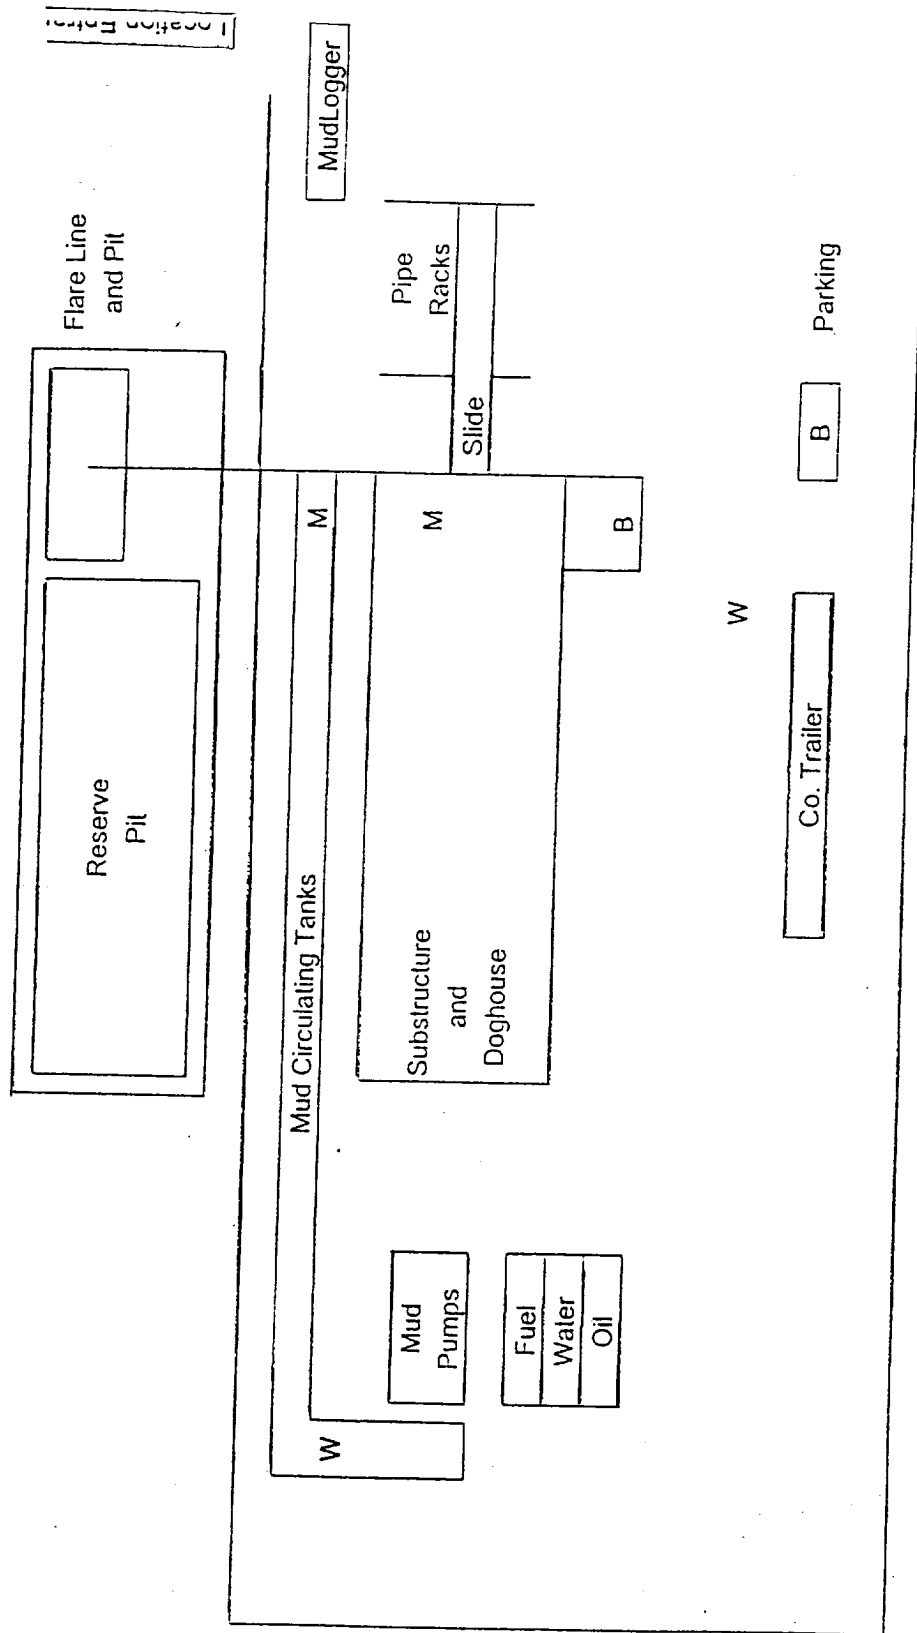 Location Entra
MudLogger
Flare Line
and Pit
Pipe
Racks
Parking
Slide
B
M
M
B
W
Reserve
Pit
Co. Trailer
Mud Circulating Tanks
Substructure
and
Doghouse
Mud
Pumps
Fuel
Water
Oil
W